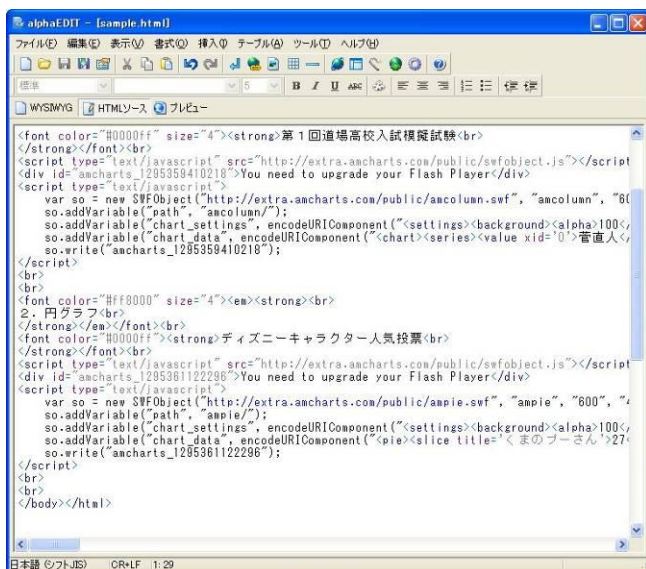 alphaEDIT - [sample.html]
ファイル(F) 編集(E) 表示(V) 書式(O) 挿入(I) テーブル(A) ツール(T) ヘルプ(H)
標準 5 B I U ABC
WYSIWYG HTMLソース プレビュー
<font color="#0000ff" size="4"><strong>第１回道場高校入試模擬試験<br>
</strong></font><br>
<script type="text/javascript" src="http://extra.amcharts.com/public/swfobject.js"></script
<div id="amcharts_1295359410218">You need to upgrade your Flash Player</div>
<script type="text/javascript">
var so = new SWFObject("http://extra.amcharts.com/public/amcolumn.swf", "amcolumn", "60
so.addVariable("path", "amcolumn/");
so.addVariable("chart_settings", encodeURIComponent("<settings><background><alpha>100</
so.addVariable("chart_data", encodeURIComponent("<chart><series><value xid='0'>菅直人</
so.write("amcharts_1295359410218");
</script>
<br>
<br>
<font color="#ff8000" size="4"><em><strong><br>
２．円グラフ<br>
</strong></em></font><br>
<font color="#0000ff"><strong>ディズニーキャラクター人気投票<br>
</strong></font><br>
<script type="text/javascript" src="http://extra.amcharts.com/public/swfobject.js"></script
<div id="amcharts_1295361122296">You need to upgrade your Flash Player</div>
<script type="text/javascript">
var so = new SWFObject("http://extra.amcharts.com/public/ampie.swf", "ampie", "600", "4
so.addVariable("path", "ampie/");
so.addVariable("chart_settings", encodeURIComponent("<settings><background><alpha>100</
so.addVariable("chart_data", encodeURIComponent("<pie><slice title='くまのプーさん'>27<
so.write("amcharts_1295361122296");
</script>
<br>
<br>
</body></html>
日本語 (シフトJIS) CR+LF 1:29